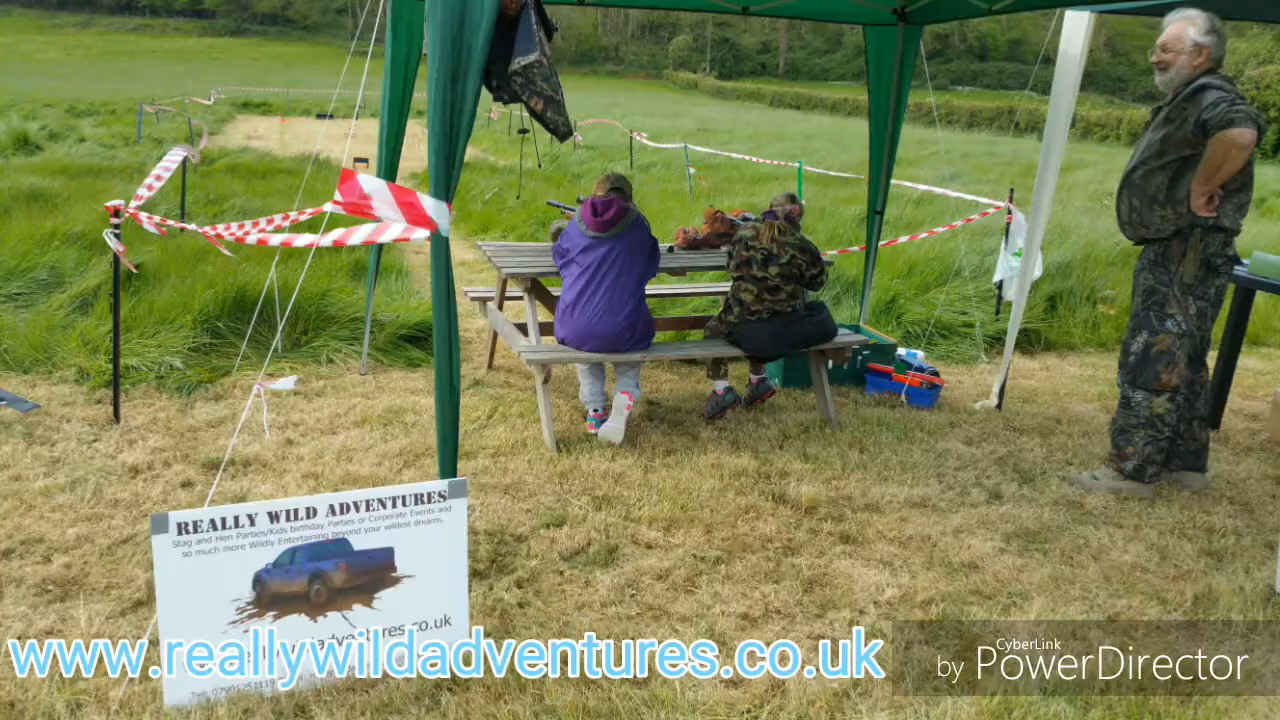 REALLY WILD ADVENTURES
Stag and Hen Parties/Kids birthday Parties or Corporate Events and
so much more Wildly Entertaining beyond your wildest dreams.
www.reallywildadventures.co.uk
CyberLink
by PowerDirector